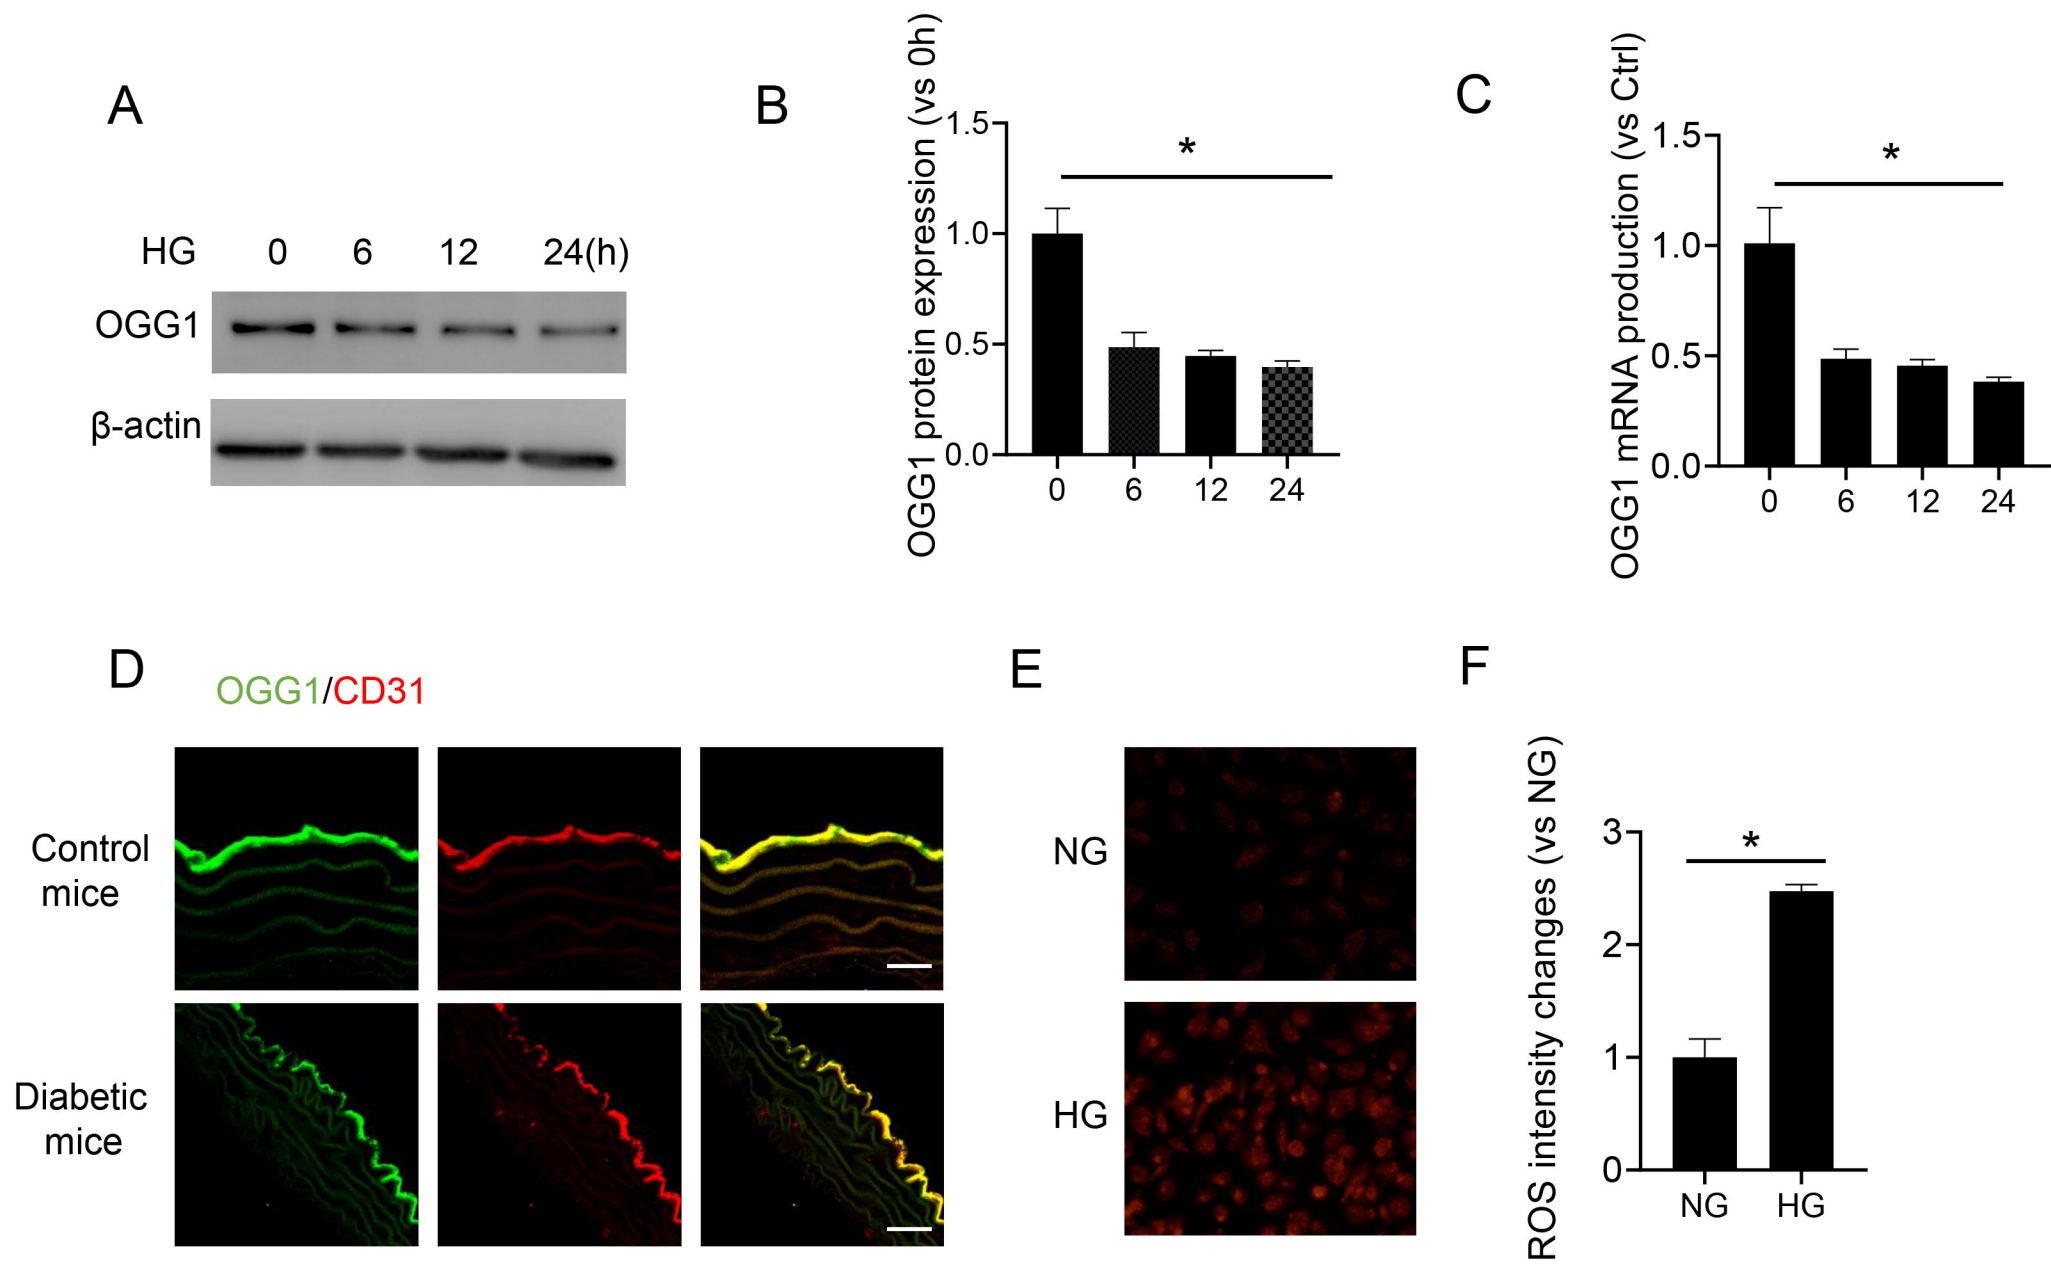 A
HG 0 6 12 24(h)
OGG1
β-actin
B
OGG1 protein expression (vs 0h)
1.5
1.0
0.5
0.0
*
0 6 12 24
C
OGG1 mRNA production (vs Ctrl)
1.5
1.0
0.5
0.0
*
0 6 12 24
D
OGG1/CD31
Control
mice
Diabetic
mice
E
NG
HG
F
ROS intensity changes (vs NG)
3
2
1
0
*
NG HG